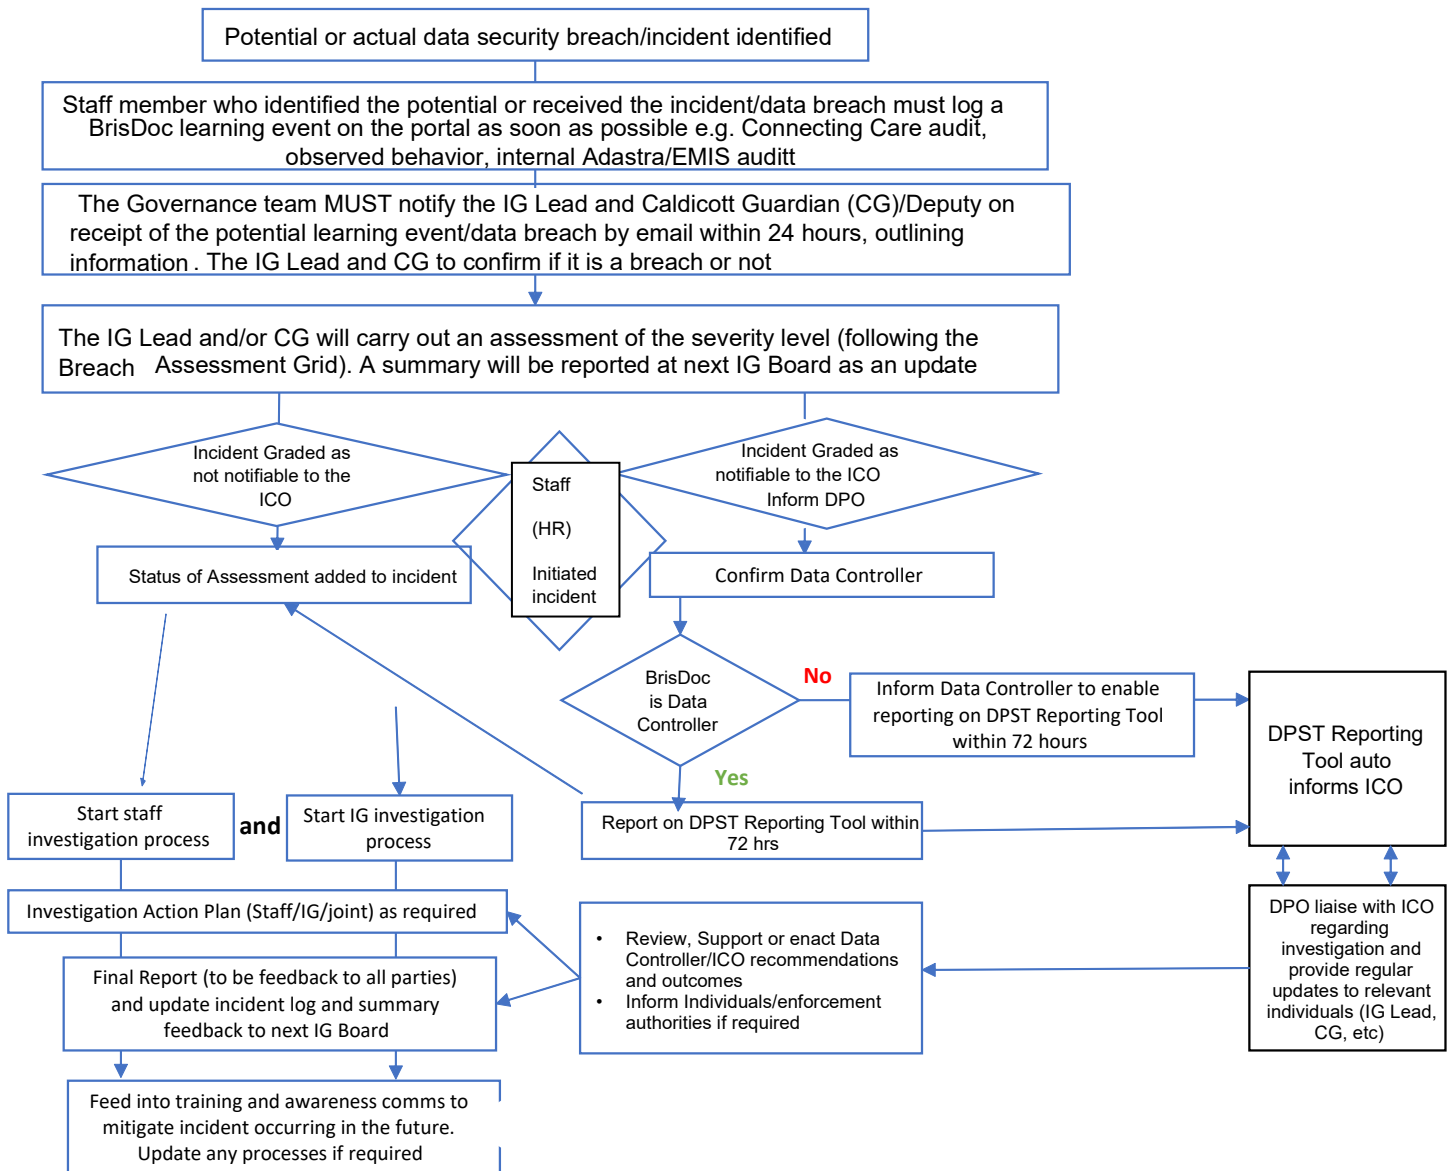 Potential or actual data security breach/incident identified
Staff member who identified the potential or received the incident/data breach must log a
BrisDoc learning event on the portal as soon as possible e.g. Connecting Care audit,
observed behavior, internal Adastra/EMIS auditt
The Governance team MUST notify the IG Lead and Caldicott Guardian (CG)/Deputy on
receipt of the potential learning event/data breach by email within 24 hours, outlining
information . The IG Lead and CG to confirm if it is a breach or not
The IG Lead and/or CG will carry out an assessment of the severity level (following the
Breach Assessment Grid). A summary will be reported at next IG Board as an update
Incident Graded as
not notifiable to the
ICO
Staff
(HR)
Initiated
incident
Incident Graded as
notifiable to the ICO
Inform DPO
Status of Assessment added to incident
Confirm Data Controller
BrisDoc
is Data
Controller
No
Inform Data Controller to enable
reporting on DPST Reporting Tool
within 72 hours
DPST Reporting
Tool auto
informs ICO
Yes
Start staff
investigation process
and
Start IG investigation
process
Report on DPST Reporting Tool within
72 hrs
Investigation Action Plan (Staff/IG/joint) as required
• Review, Support or enact Data
Controller/ICO recommendations
and outcomes
• Inform Individuals/enforcement
authorities if required
DPO liaise with ICO
regarding
investigation and
provide regular
updates to relevant
individuals (IG Lead,
CG, etc)
Final Report (to be feedback to all parties)
and update incident log and summary
feedback to next IG Board
Feed into training and awareness comms to
mitigate incident occurring in the future.
Update any processes if required